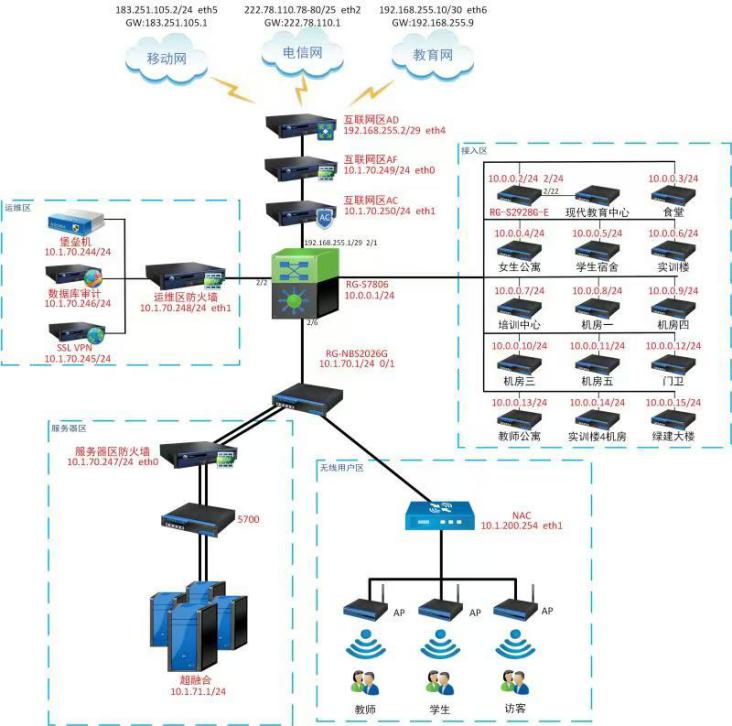 183.251.105.2/24 eth5
GW:183.251.105.1
222.78.110.78-80/25 eth2
GW:222.78.110.1
192.168.255.10/30 eth6
GW:192.168.255.9
移动网
电信网
教育网
互联网区AD
192.168.255.2/29 eth4
互联网区AF
10.1.70.249/24 eth0
互联网区AC
10.1.70.250/24 eth1
AC
192.168.255.1/29 2/1
RG-S7806
10.0.0.1/24
2/2
2/6
运维区
堡垒机
10.1.70.244/24
数据库审计
10.1.70.246/24
SSL VPN
10.1.70.245/24
运维区防火墙
10.1.70.248/24 eth1
接入区
10.0.0.2/24 2/24
2/22
10.0.0.3/24
RG-S2928G-E
现代教育中心
食堂
10.0.0.4/24
10.0.0.5/24
10.0.0.6/24
女生公寓
学生宿舍
实训楼
10.0.0.7/24
10.0.0.8/24
10.0.0.9/24
培训中心
机房一
机房四
10.0.0.10/24
10.0.0.11/24
10.0.0.12/24
机房三
机房五
门卫
10.0.0.13/24
10.0.0.14/24
10.0.0.15/24
教师公寓
实训楼4机房
绿建大楼
RG-NBS2026G
10.1.70.1/24 0/1
服务器区
服务器区防火墙
10.1.70.247/24 eth0
5700
超融合
10.1.71.1/24
无线用户区
NAC
10.1.200.254 eth1
AP
AP
AP
教师
学生
访客